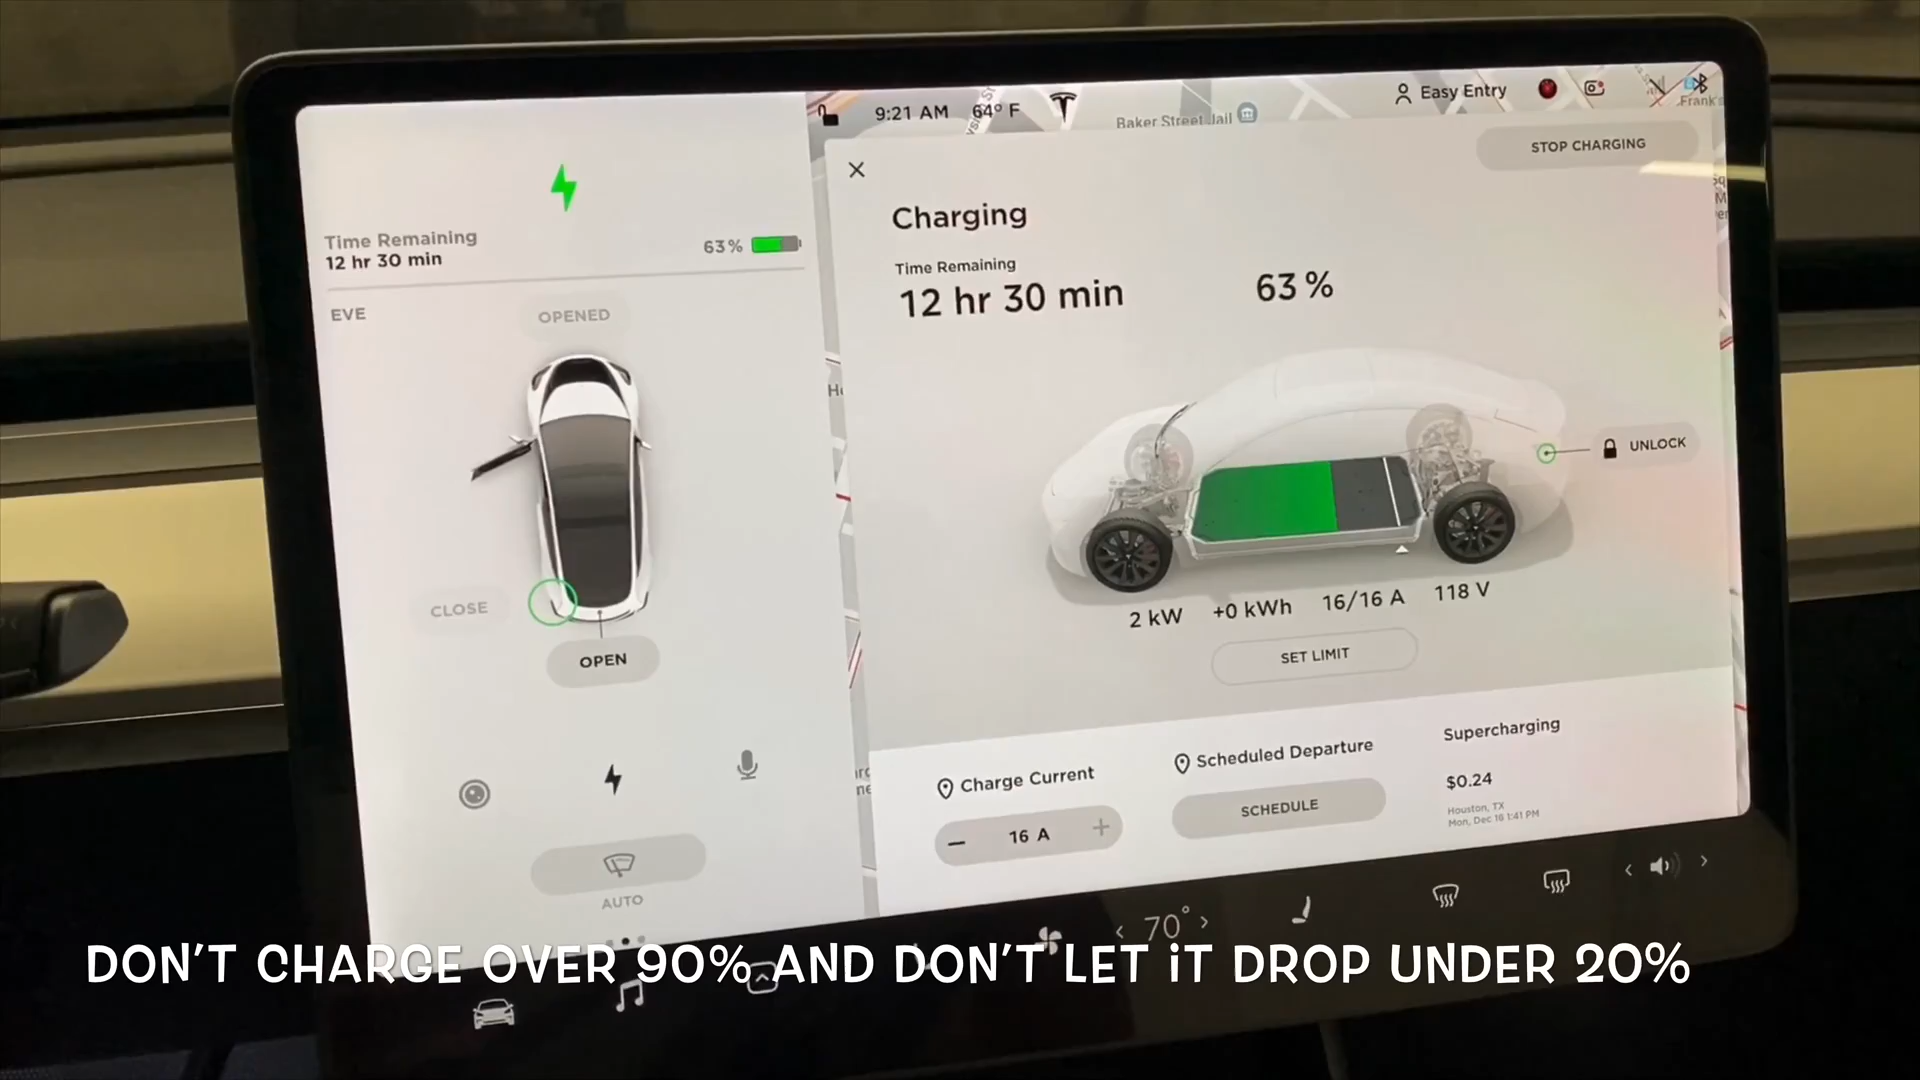 9:21 AM
64° F
Baker Street Jail
Easy Entry
Frank's
STOP CHARGING
Time Remaining
12 hr 30 min
63%
EVE
OPENED
CLOSE
OPEN
AUTO
Charging
Time Remaining
12 hr 30 min
63 %
UNLOCK
2 kW +0 kWh 16/16 A 118 V
SET LIMIT
Charge Current
16 A
Scheduled Departure
SCHEDULE
Supercharging
$0.24
Houston, TX
Mon, Dec 16 1:41 PM
70°
DON'T CHARGE OVER 90% AND DON'T LET iT DROP UNDER 20%